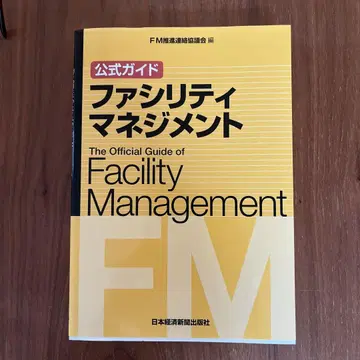 FM推進連絡協議会 編
公式ガイド
ファシリティ
マネジメント
The Official Guide of
Facility
Management
FM
日本経済新聞出版社